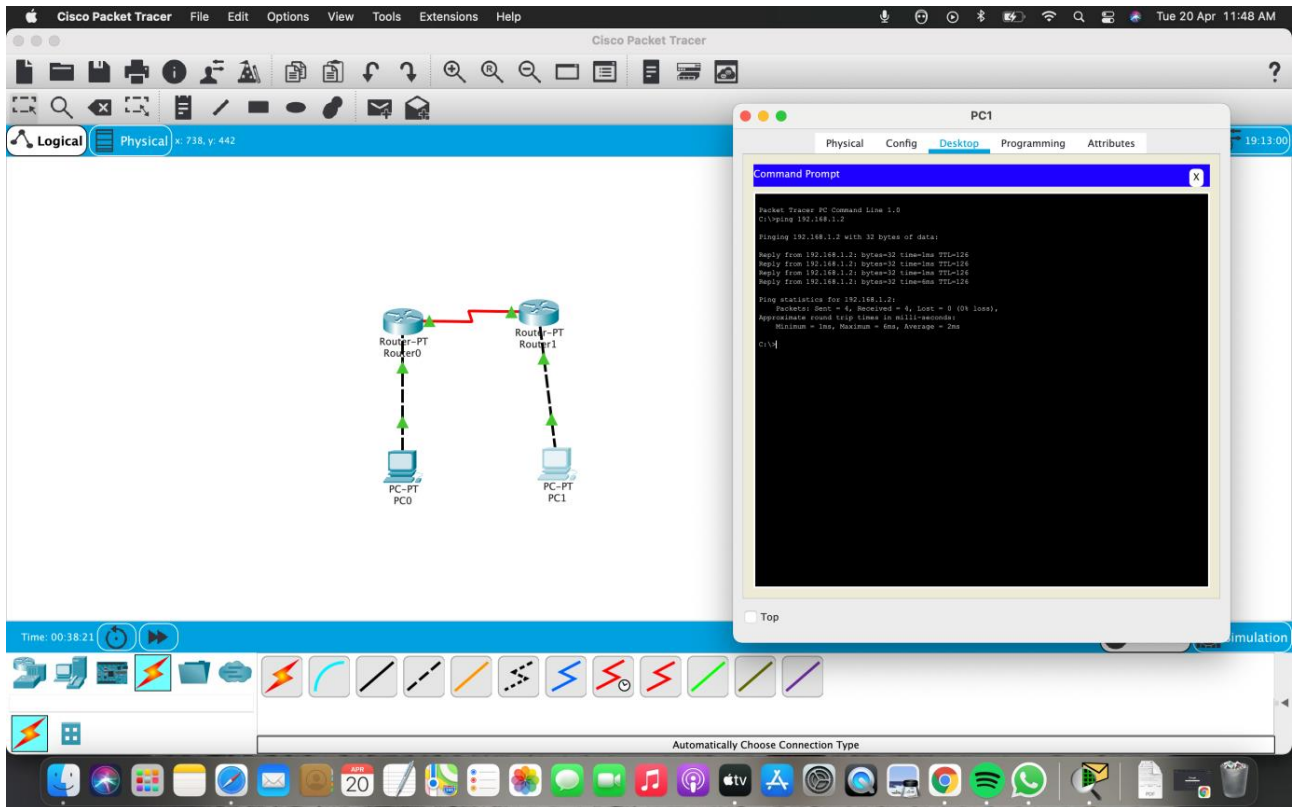 Cisco Packet Tracer File Edit Options View Tools Extensions Help
Tue 20 Apr 11:48 AM
Cisco Packet Tracer
?
Logical Physical x: 738, y: 442
19:13:00
PC1
Physical Config Desktop Programming Attributes
Command Prompt
X
Packet Tracer PC Command Line 1.0
C:\>ping 192.168.1.2
Pinging 192.168.1.2 with 32 bytes of data:
Reply from 192.168.1.2: bytes=32 time=1ms TTL=126
Reply from 192.168.1.2: bytes=32 time=1ms TTL=126
Reply from 192.168.1.2: bytes=32 time=1ms TTL=126
Reply from 192.168.1.2: bytes=32 time=6ms TTL=126
Ping statistics for 192.168.1.2:
Packets: Sent = 4, Received = 4, Lost = 0 (0% loss),
Approximate round trip times in milli-seconds:
Minimum = 1ms, Maximum = 6ms, Average = 2ms
C:\>
Router-PT
Router0
Router-PT
Router1
PC-PT
PC0
PC-PT
PC1
Top
Time: 00:38:21
imulation
Automatically Choose Connection Type
APR
20
tv